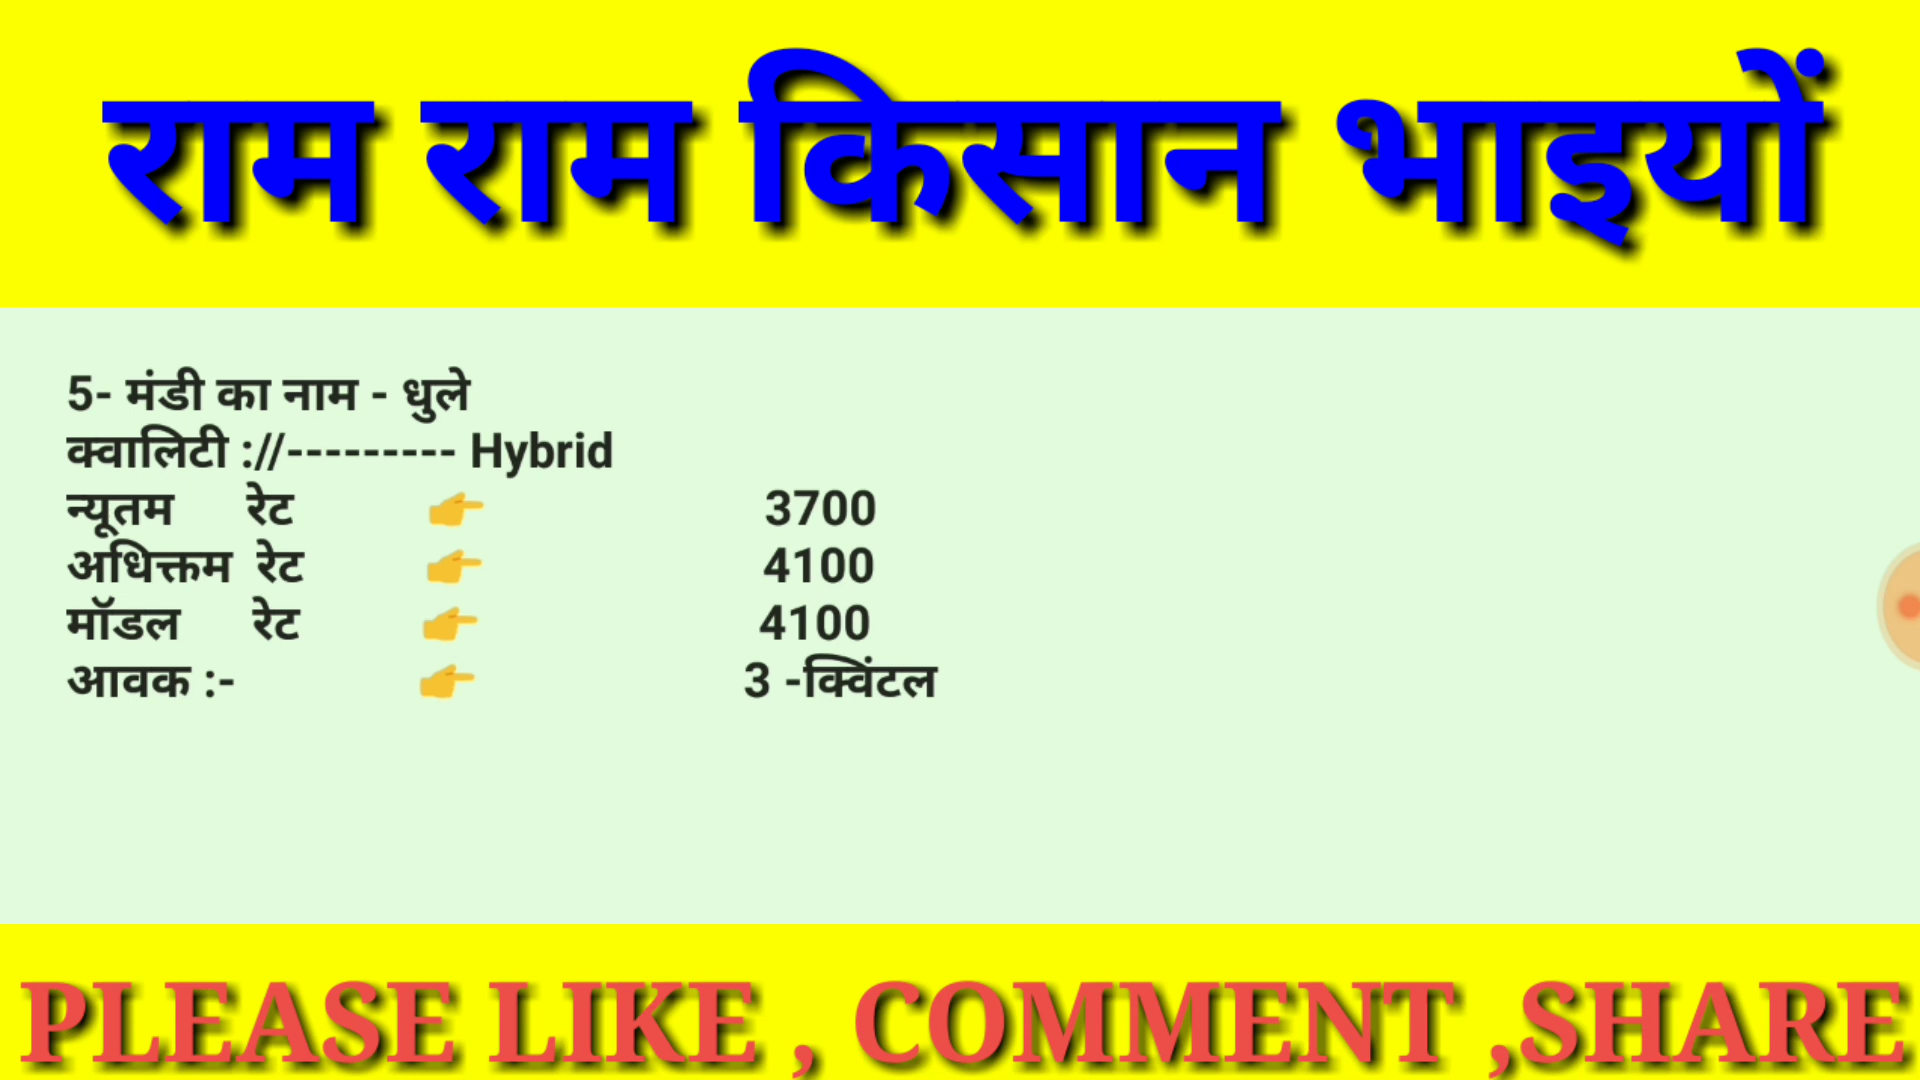 राम राम किसान भाइयों
5- मंडी का नाम - धुले
क्वालिटी ://--------- Hybrid
न्यूतम रेट 👉 3700
अधिक्तम रेट 👉 4100
मॉडल रेट 👉 4100
आवक :- 👉 3 -क्विंटल
PLEASE LIKE , COMMENT ,SHARE